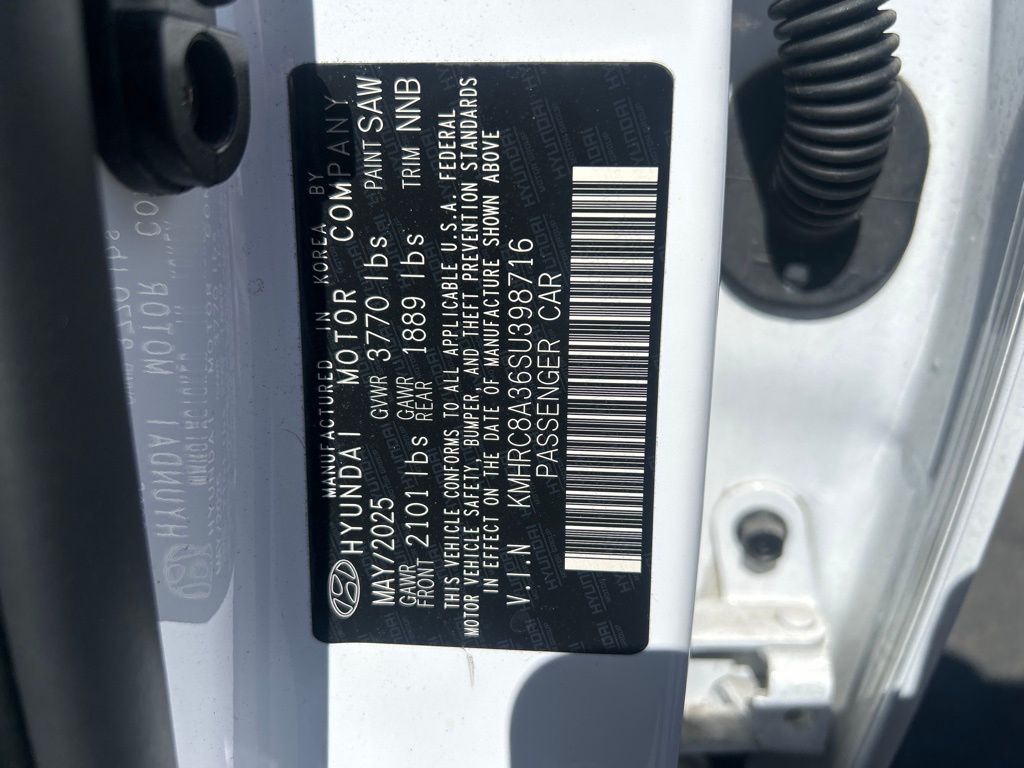 MANUFACTURED IN KOREA BY
HYUNDAI MOTOR COMPANY
MAY/2025 GVWR 3770 lbs PAINT SAW
GAWR FRONT 2101 lbs GAWR REAR 1889 lbs TRIM NNB
THIS VEHICLE CONFORMS TO ALL APPLICABLE U.S.A. FEDERAL
MOTOR VEHICLE SAFETY, BUMPER, AND THEFT PREVENTION STANDARDS
IN EFFECT ON THE DATE OF MANUFACTURE SHOWN ABOVE
V.I.N KMHRC8A36SU398716
PASSENGER CAR